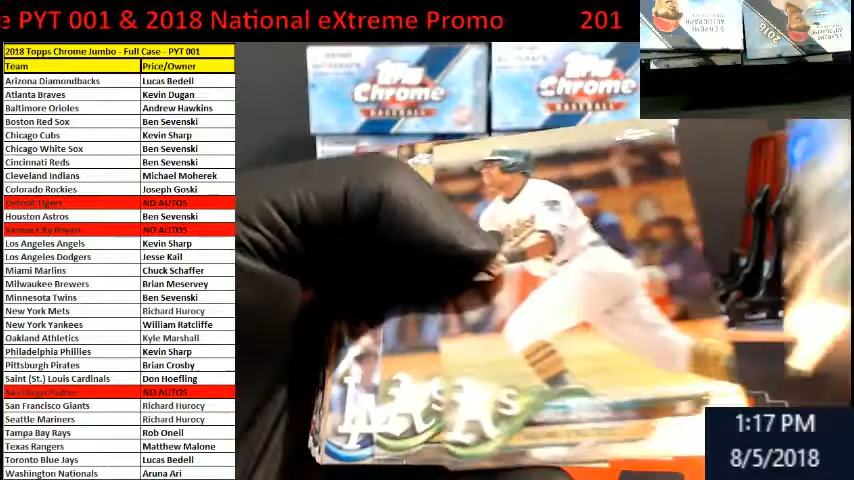 e PYT 001 & 2018 National eXtreme Promo 201
2018 Topps Chrome Jumbo - Full Case - PYT 001
Team Price/Owner
Arizona Diamondbacks Lucas Bedell
Atlanta Braves Kevin Dugan
Baltimore Orioles Andrew Hawkins
Boston Red Sox Ben Sevenski
Chicago Cubs Kevin Sharp
Chicago White Sox Ben Sevenski
Cincinnati Reds Ben Sevenski
Cleveland Indians Michael Moherek
Colorado Rockies Joseph Goski
Detroit Tigers NO AUTOS
Houston Astros Ben Sevenski
Kansas City Royals NO AUTOS
Los Angeles Angels Kevin Sharp
Los Angeles Dodgers Jesse Kail
Miami Marlins Chuck Schaffer
Milwaukee Brewers Brian Meservey
Minnesota Twins Ben Sevenski
New York Mets Richard Hurocy
New York Yankees William Ratcliffe
Oakland Athletics Kyle Marshall
Philadelphia Phillies Kevin Sharp
Pittsburgh Pirates Brian Crosby
Saint (St.) Louis Cardinals Don Hoefling
San Diego Padres NO AUTOS
San Francisco Giants Richard Hurocy
Seattle Mariners Richard Hurocy
Tampa Bay Rays Rob Oneil
Texas Rangers Matthew Malone
Toronto Blue Jays Lucas Bedell
Washington Nationals Aruna Ari
Topps Chrome BASEBALL
Topps Chrome BASEBALL
LA A's A's
1:17 PM
8/5/2018